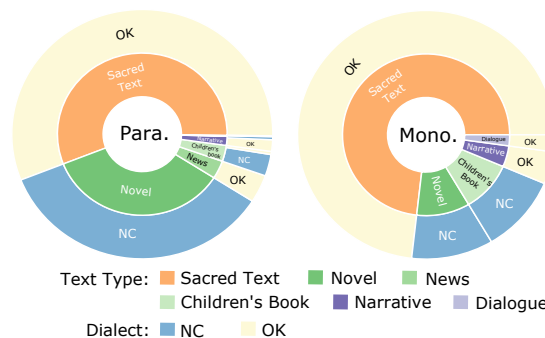 OK
Sacred
Text
Para.
Narrative
Children's
book
News
Novel
OK
NC
OK
NC
OK
Sacred
Text
Mono.
Dialogue
Narrative
Children's
Book
Novel
OK
OK
NC
NC
Text Type: Sacred Text Novel News
Children's Book Narrative Dialogue
Dialect: NC OK